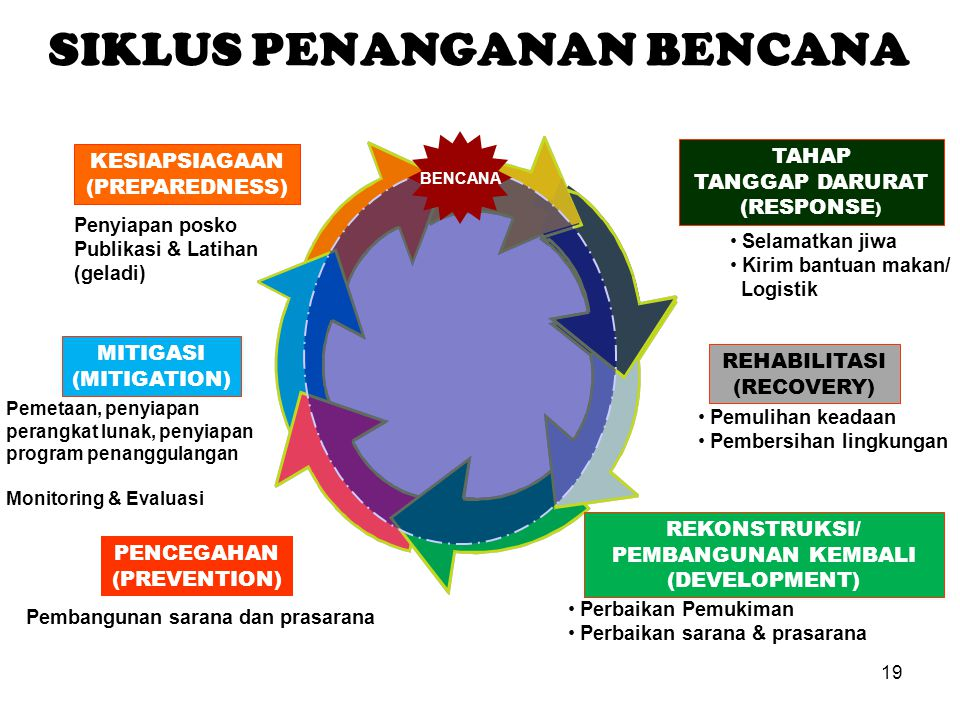 SIKLUS PENANGANAN BENCANA
BENCANA
KESIAPSIAGAAN
(PREPAREDNESS)
Penyiapan posko
Publikasi & Latihan
(geladi)
TAHAP
TANGGAP DARURAT
(RESPONSE)
• Selamatkan jiwa
• Kirim bantuan makan/
Logistik
MITIGASI
(MITIGATION)
Pemetaan, penyiapan
perangkat lunak, penyiapan
program penanggulangan
Monitoring & Evaluasi
REHABILITASI
(RECOVERY)
• Pemulihan keadaan
• Pembersihan lingkungan
PENCEGAHAN
(PREVENTION)
Pembangunan sarana dan prasarana
REKONSTRUKSI/
PEMBANGUNAN KEMBALI
(DEVELOPMENT)
• Perbaikan Pemukiman
• Perbaikan sarana & prasarana
19